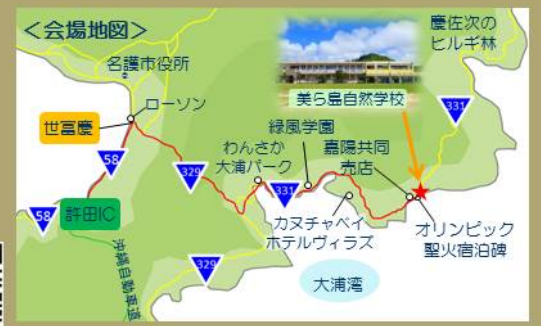 ＜会場地図＞
慶佐次の
ヒルギ林
名護市役所
ローソン
世冨慶
美ら島自然学校
331
緑風学園
嘉陽共同
売店
わんさか
大浦パーク
58
329
331
58
許田IC
カヌチャベイ
ホテルヴィラズ
オリンピック
聖火宿泊碑
沖縄自動車道
329
大浦湾